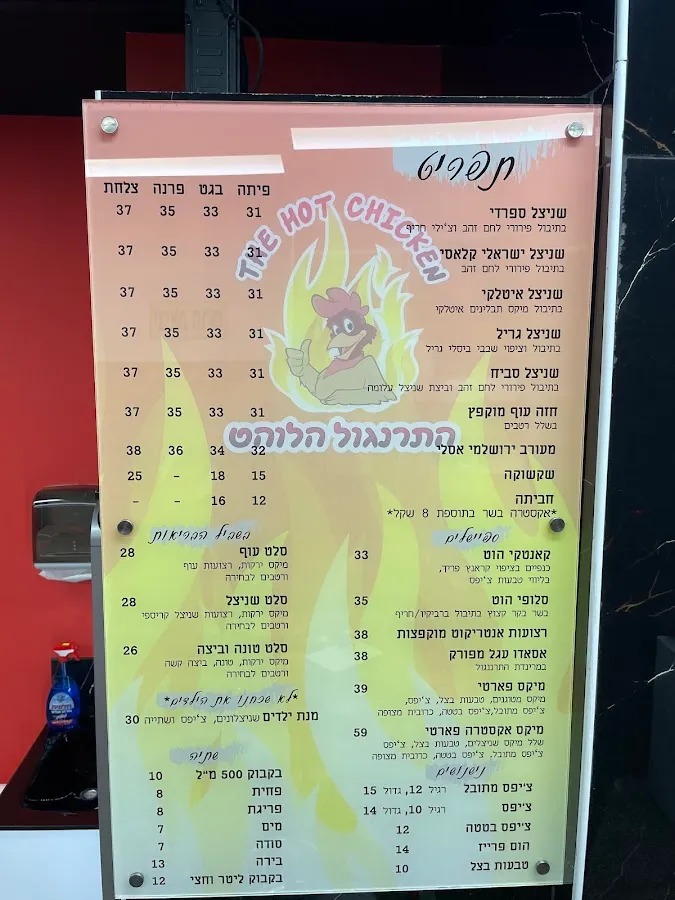 תפריט
פיתה בגט פרנה צלחת
שניצל ספרדי 31 33 35 37
בתיבול פירורי לחם זהב וצ'ילי חריף
THE HOT CHICKEN
שניצל ישראלי קלאסי 31 33 35 37
בתיבול פירורי לחם זהב
שניצל איטלקי 31 33 35 37
בתיבול מיקס תבלינים איטלקי
שניצל גריל 31 33 35 37
בתיבול וציפוי שבבי ביסלי גריל
שניצל סביח 31 33 35 37
בתיבול פירורי לחם זהב וביצת שניצל עלומה
חזה עוף מוקפץ 31 33 35 37
בשלל רטבים
התרנגול הלוהט
מעורב ירושלמי אסלי 32 34 36 38
שקשוקה 15 18 - 25
חביתה 12 16 - -
*אקסטרה בשר בתוספת 8 שקל*
ספיישלים
קאנטקי הוט 33
כנפיים בציפוי קראנץ פריך,
בליווי טבעות צ'יפס
סלופי הוט 35
בשר בקר קצוץ בתיבול ברביקיו/חריף
רצועות אנטריקוט מוקפצות 38
אסאדו עגל מפורק 38
במרינדת התרנגול
מיקס פארטי 39
מיקס מטוגנים, טבעות בצל, צ'יפס,
צ'יפס מתובל,צ'יפס בטטה, כרובית מצופה
מיקס אקסטרה פארטי 59
שלל מיקס שניצלים, טבעות בצל, צ'יפס
צ'יפס מתובל, צ'יפס בטטה, כרובית מצופה
נישנושים
צ'יפס מתובל רגיל 12, גדול 15
צ'יפס רגיל 10, גדול 14
צ'יפס בטטה 12
הום פרייז 14
טבעות בצל 10
בשביל הבריאות
סלט עוף 28
מיקס ירקות, רצועות עוף
ורטבים לבחירה
סלט שניצל 28
מיקס ירקות, רצועות שניצל קריספי
ורטבים לבחירה
סלט טונה וביצה 26
מיקס ירקות, טונה, ביצה קשה
ורטבים לבחירה
*לא שכחנו את הילדים*
מנת ילדים שניצלונים, צ'יפס ושתייה 30
שתיה
בקבוק 500 מ"ל 10
פחית 8
פריגת 8
מים 7
סודה 7
בירה 13
בקבוק ליטר וחצי 12